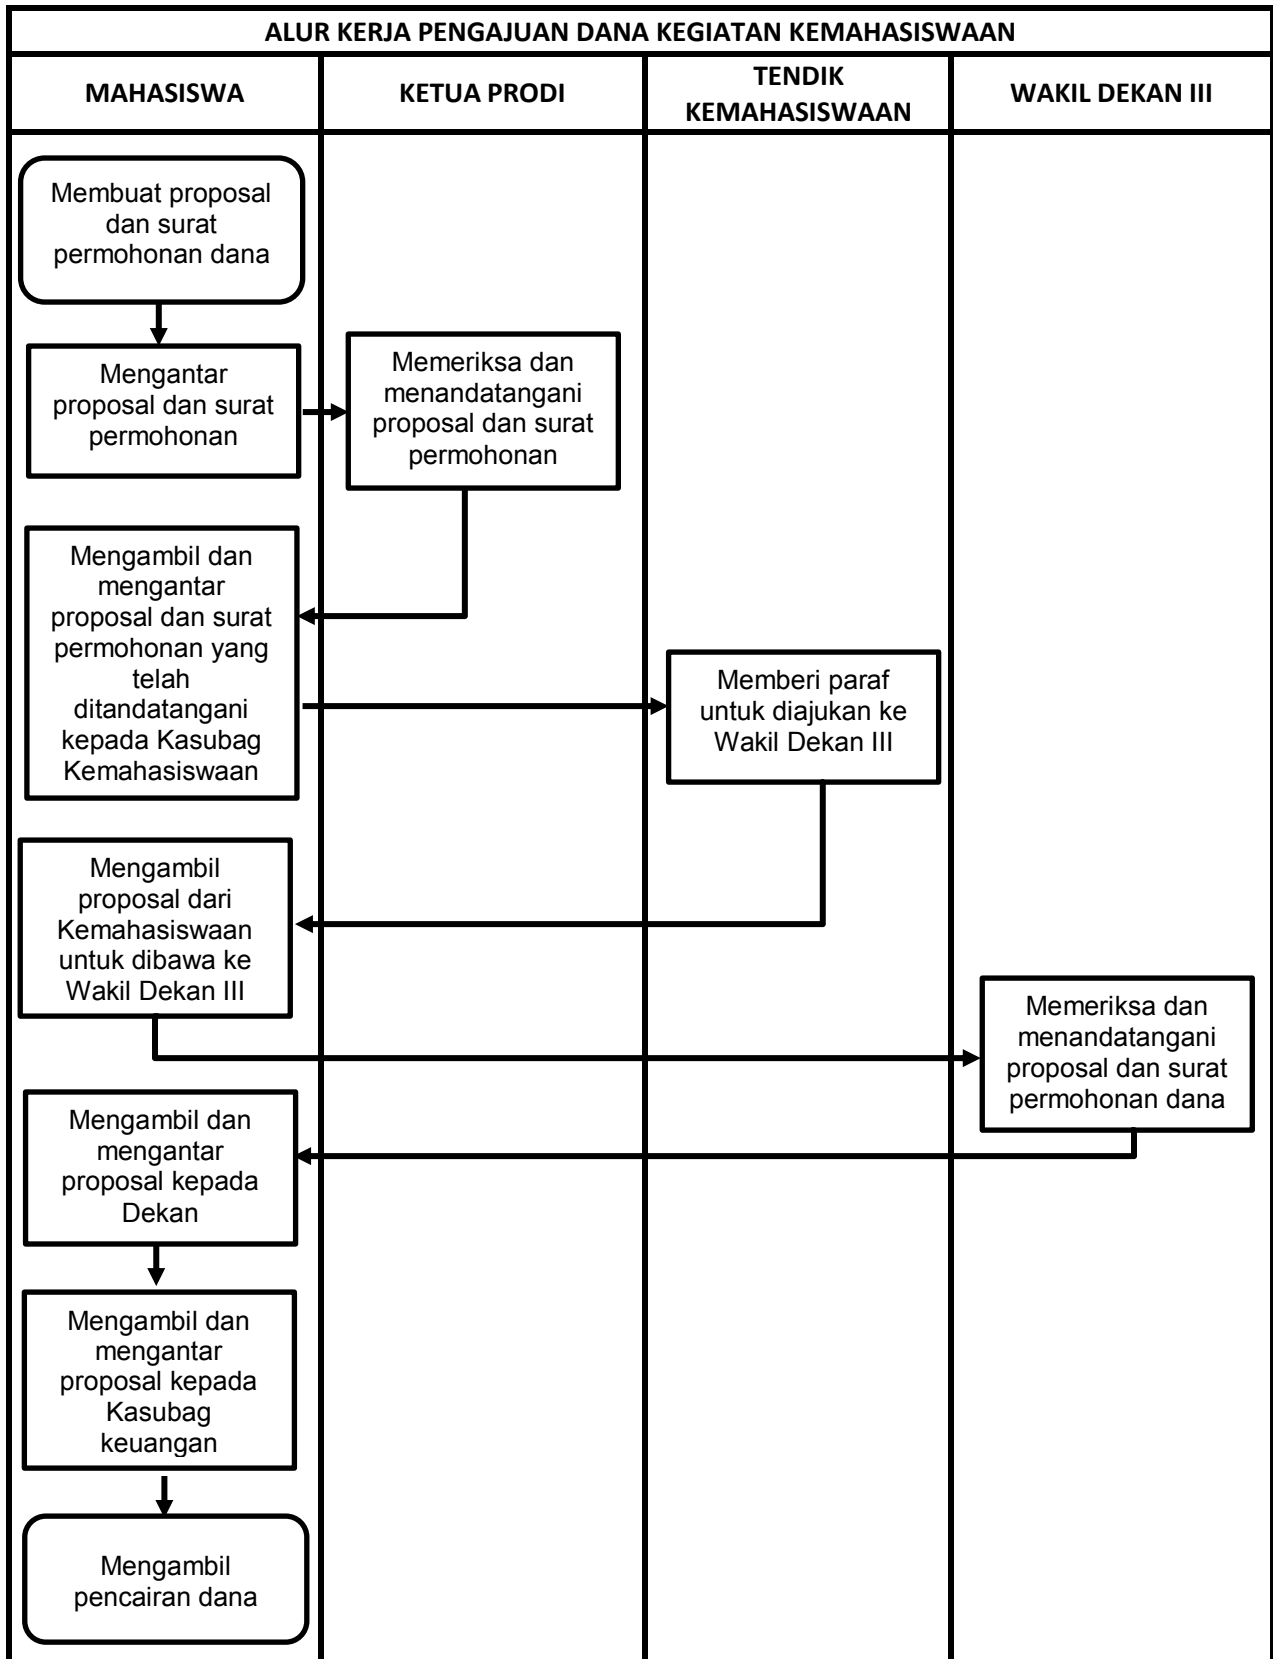 ALUR KERJA PENGAJUAN DANA KEGIATAN KEMAHASISWAAN
MAHASISWA
KETUA PRODI
TENDIK
KEMAHASISWAAN
WAKIL DEKAN III
Membuat proposal
dan surat
permohonan dana
Mengantar
proposal dan surat
permohonan
Memeriksa dan
menandatangani
proposal dan surat
permohonan
Mengambil dan
mengantar
proposal dan surat
permohonan yang
telah
ditandatangani
kepada Kasubag
Kemahasiswaan
Memberi paraf
untuk diajukan ke
Wakil Dekan III
Mengambil
proposal dari
Kemahasiswaan
untuk dibawa ke
Wakil Dekan III
Memeriksa dan
menandatangani
proposal dan surat
permohonan dana
Mengambil dan
mengantar
proposal kepada
Dekan
Mengambil dan
mengantar
proposal kepada
Kasubag
keuangan
Mengambil
pencairan dana